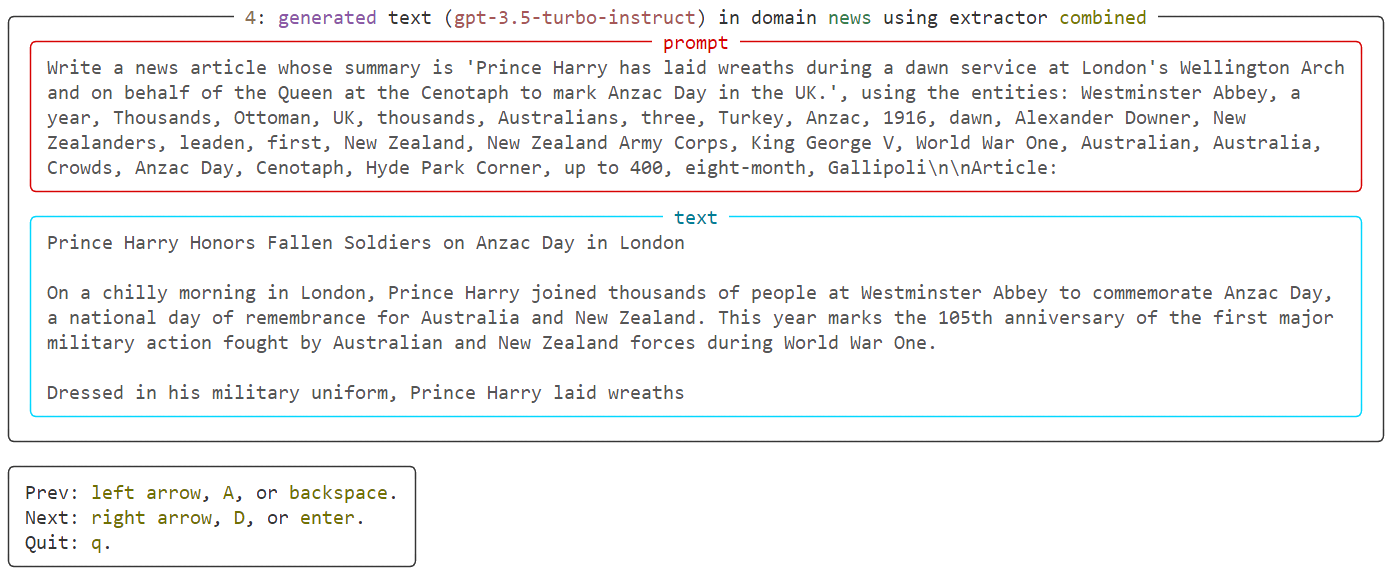 4: generated text (gpt-3.5-turbo-instruct) in domain news using extractor combined
prompt
Write a news article whose summary is 'Prince Harry has laid wreaths during a dawn service at London's Wellington Arch
and on behalf of the Queen at the Cenotaph to mark Anzac Day in the UK.', using the entities: Westminster Abbey, a
year, Thousands, Ottoman, UK, thousands, Australians, three, Turkey, Anzac, 1916, dawn, Alexander Downer, New
Zealanders, leaden, first, New Zealand, New Zealand Army Corps, King George V, World War One, Australian, Australia,
Crowds, Anzac Day, Cenotaph, Hyde Park Corner, up to 400, eight-month, Gallipoli\n\nArticle:
text
Prince Harry Honors Fallen Soldiers on Anzac Day in London
On a chilly morning in London, Prince Harry joined thousands of people at Westminster Abbey to commemorate Anzac Day,
a national day of remembrance for Australia and New Zealand. This year marks the 105th anniversary of the first major
military action fought by Australian and New Zealand forces during World War One.
Dressed in his military uniform, Prince Harry laid wreaths
Prev: left arrow, A, or backspace.
Next: right arrow, D, or enter.
Quit: q.